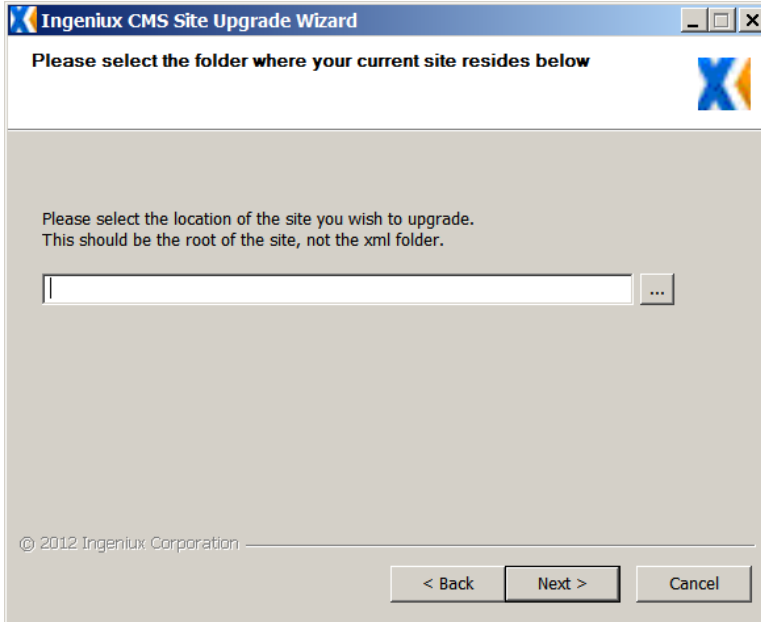 Ingeniux CMS Site Upgrade Wizard
Please select the folder where your current site resides below
Please select the location of the site you wish to upgrade.
This should be the root of the site, not the xml folder.
...
© 2012 Ingeniux Corporation
< Back Next > Cancel